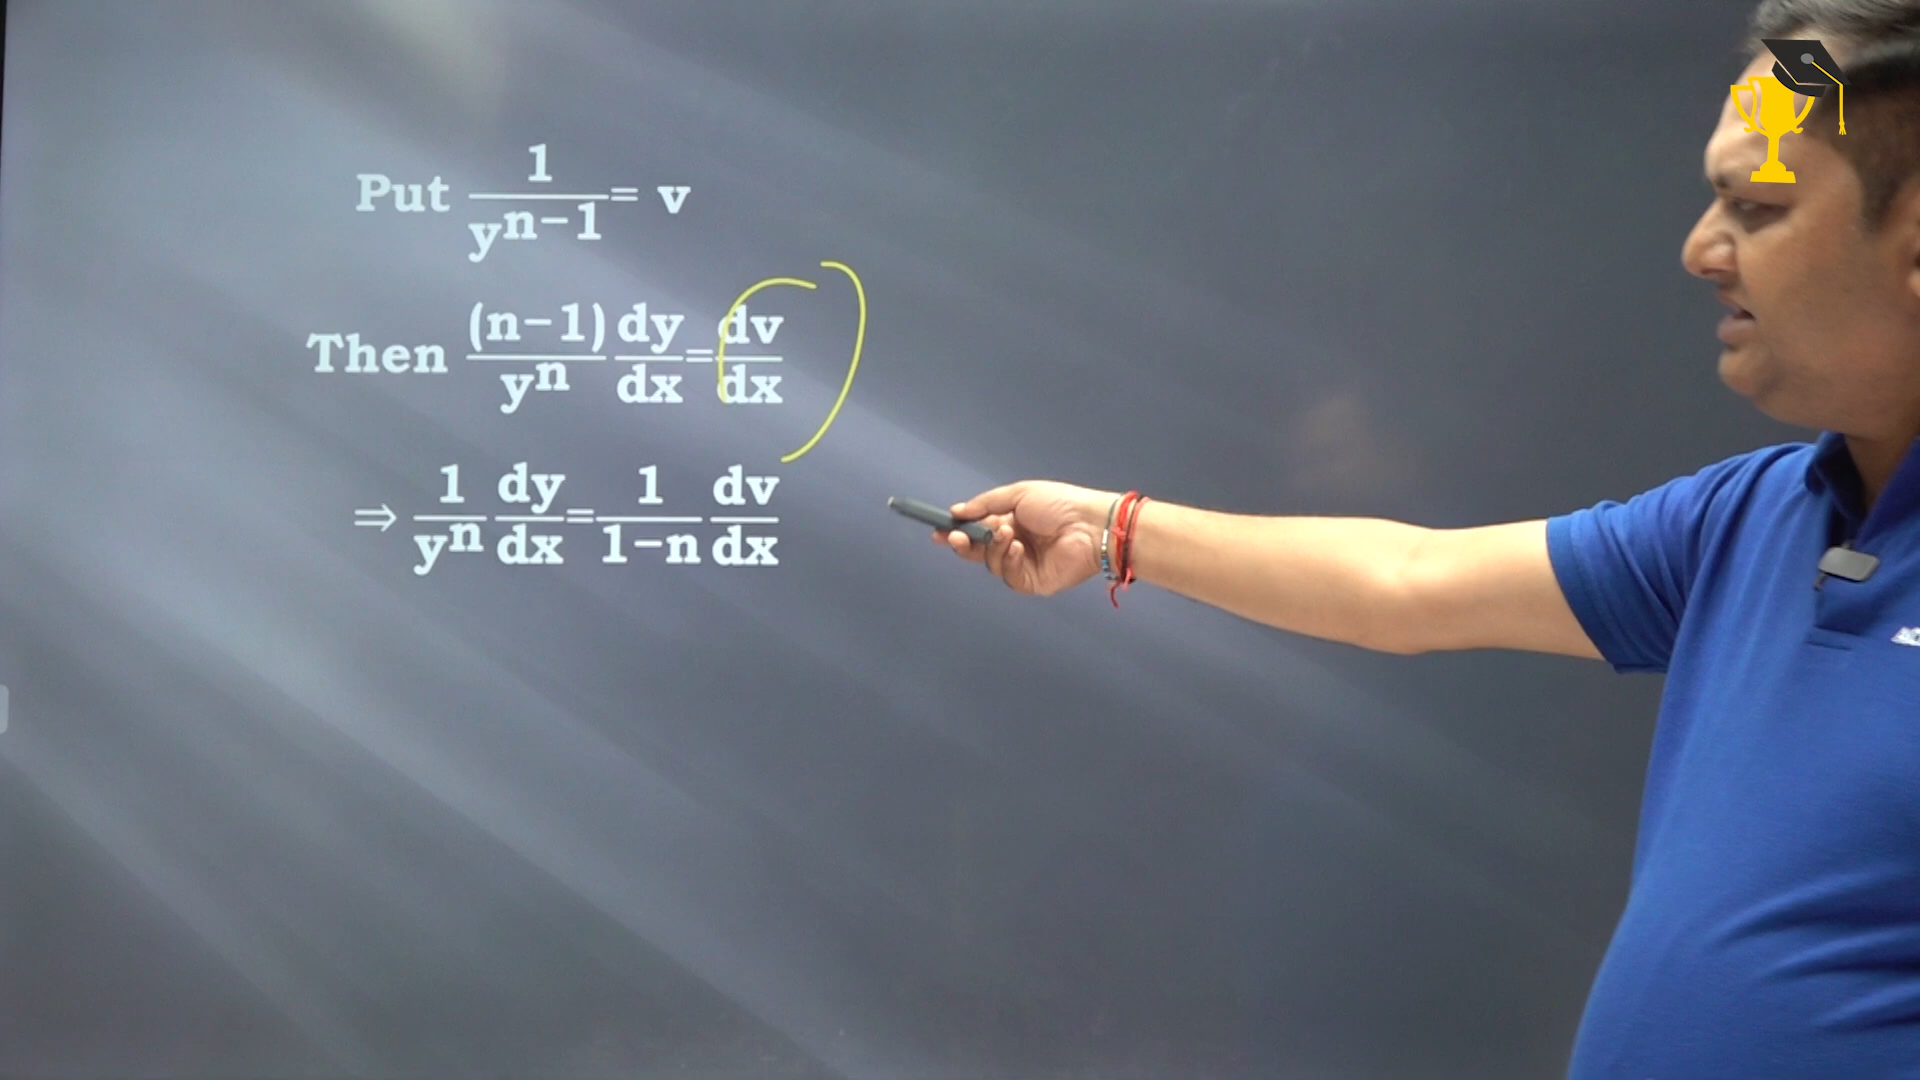 Put 1/y^(n-1) = v
Then (n-1)/y^n dy/dx = dv/dx
⇒ 1/y^n dy/dx = 1/(1-n) dv/dx